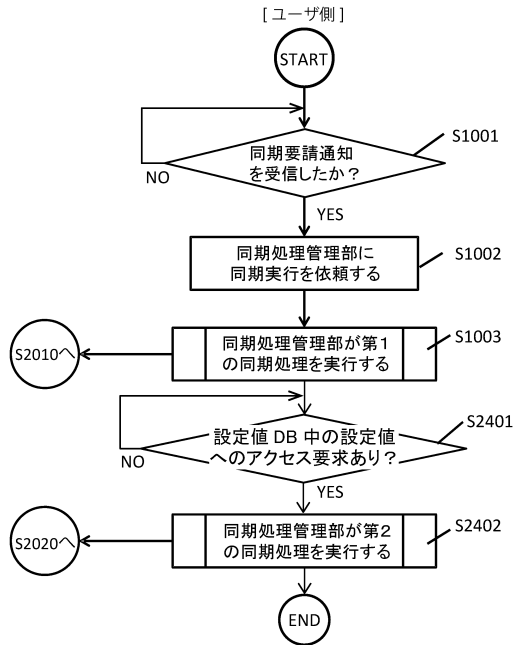 [ユーザ側]
START
同期要請通知
を受信したか？
S1001
NO
YES
同期処理管理部に
同期実行を依頼する
S1002
同期処理管理部が第１
の同期処理を実行する
S1003
S2010へ
設定値 DB 中の設定値
へのアクセス要求あり？
S2401
NO
YES
同期処理管理部が第２
の同期処理を実行する
S2402
S2020へ
END